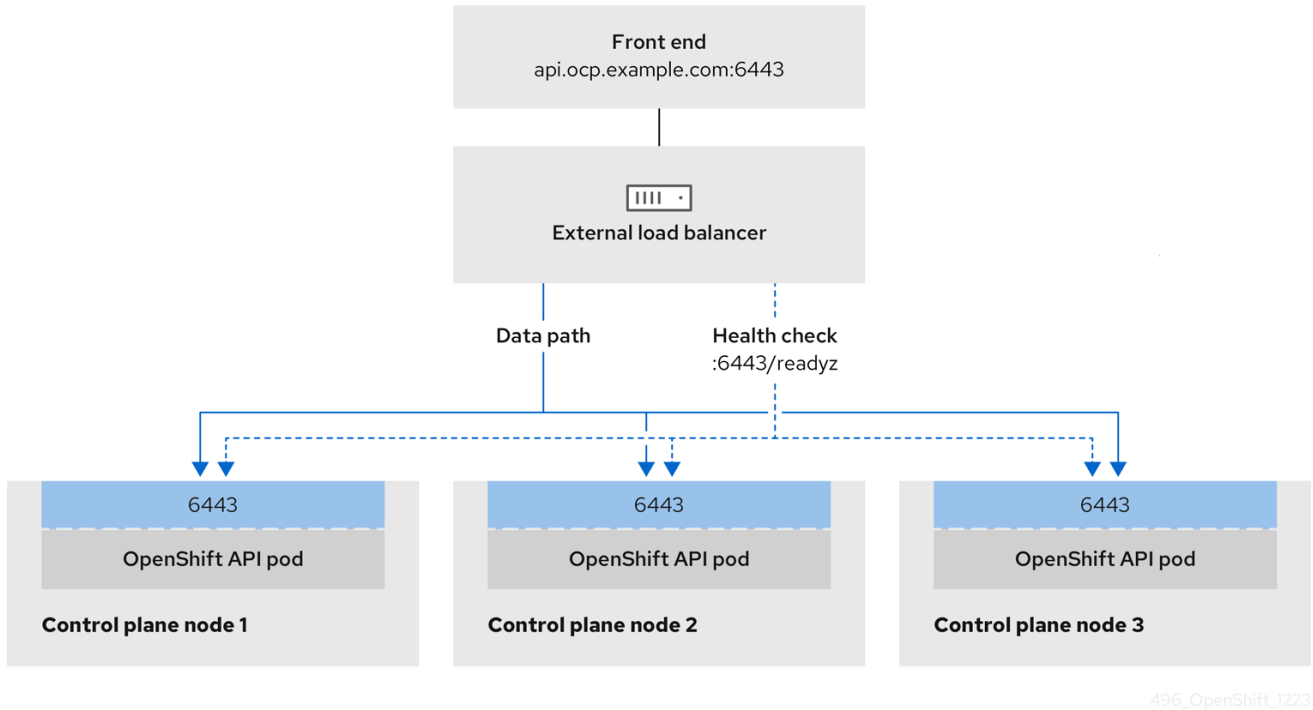 Front end
api.ocp.example.com:6443
External load balancer
Data path
Health check
:6443/readyz
6443
6443
6443
OpenShift API pod
OpenShift API pod
OpenShift API pod
Control plane node 1
Control plane node 2
Control plane node 3
496_OpenShift_1223